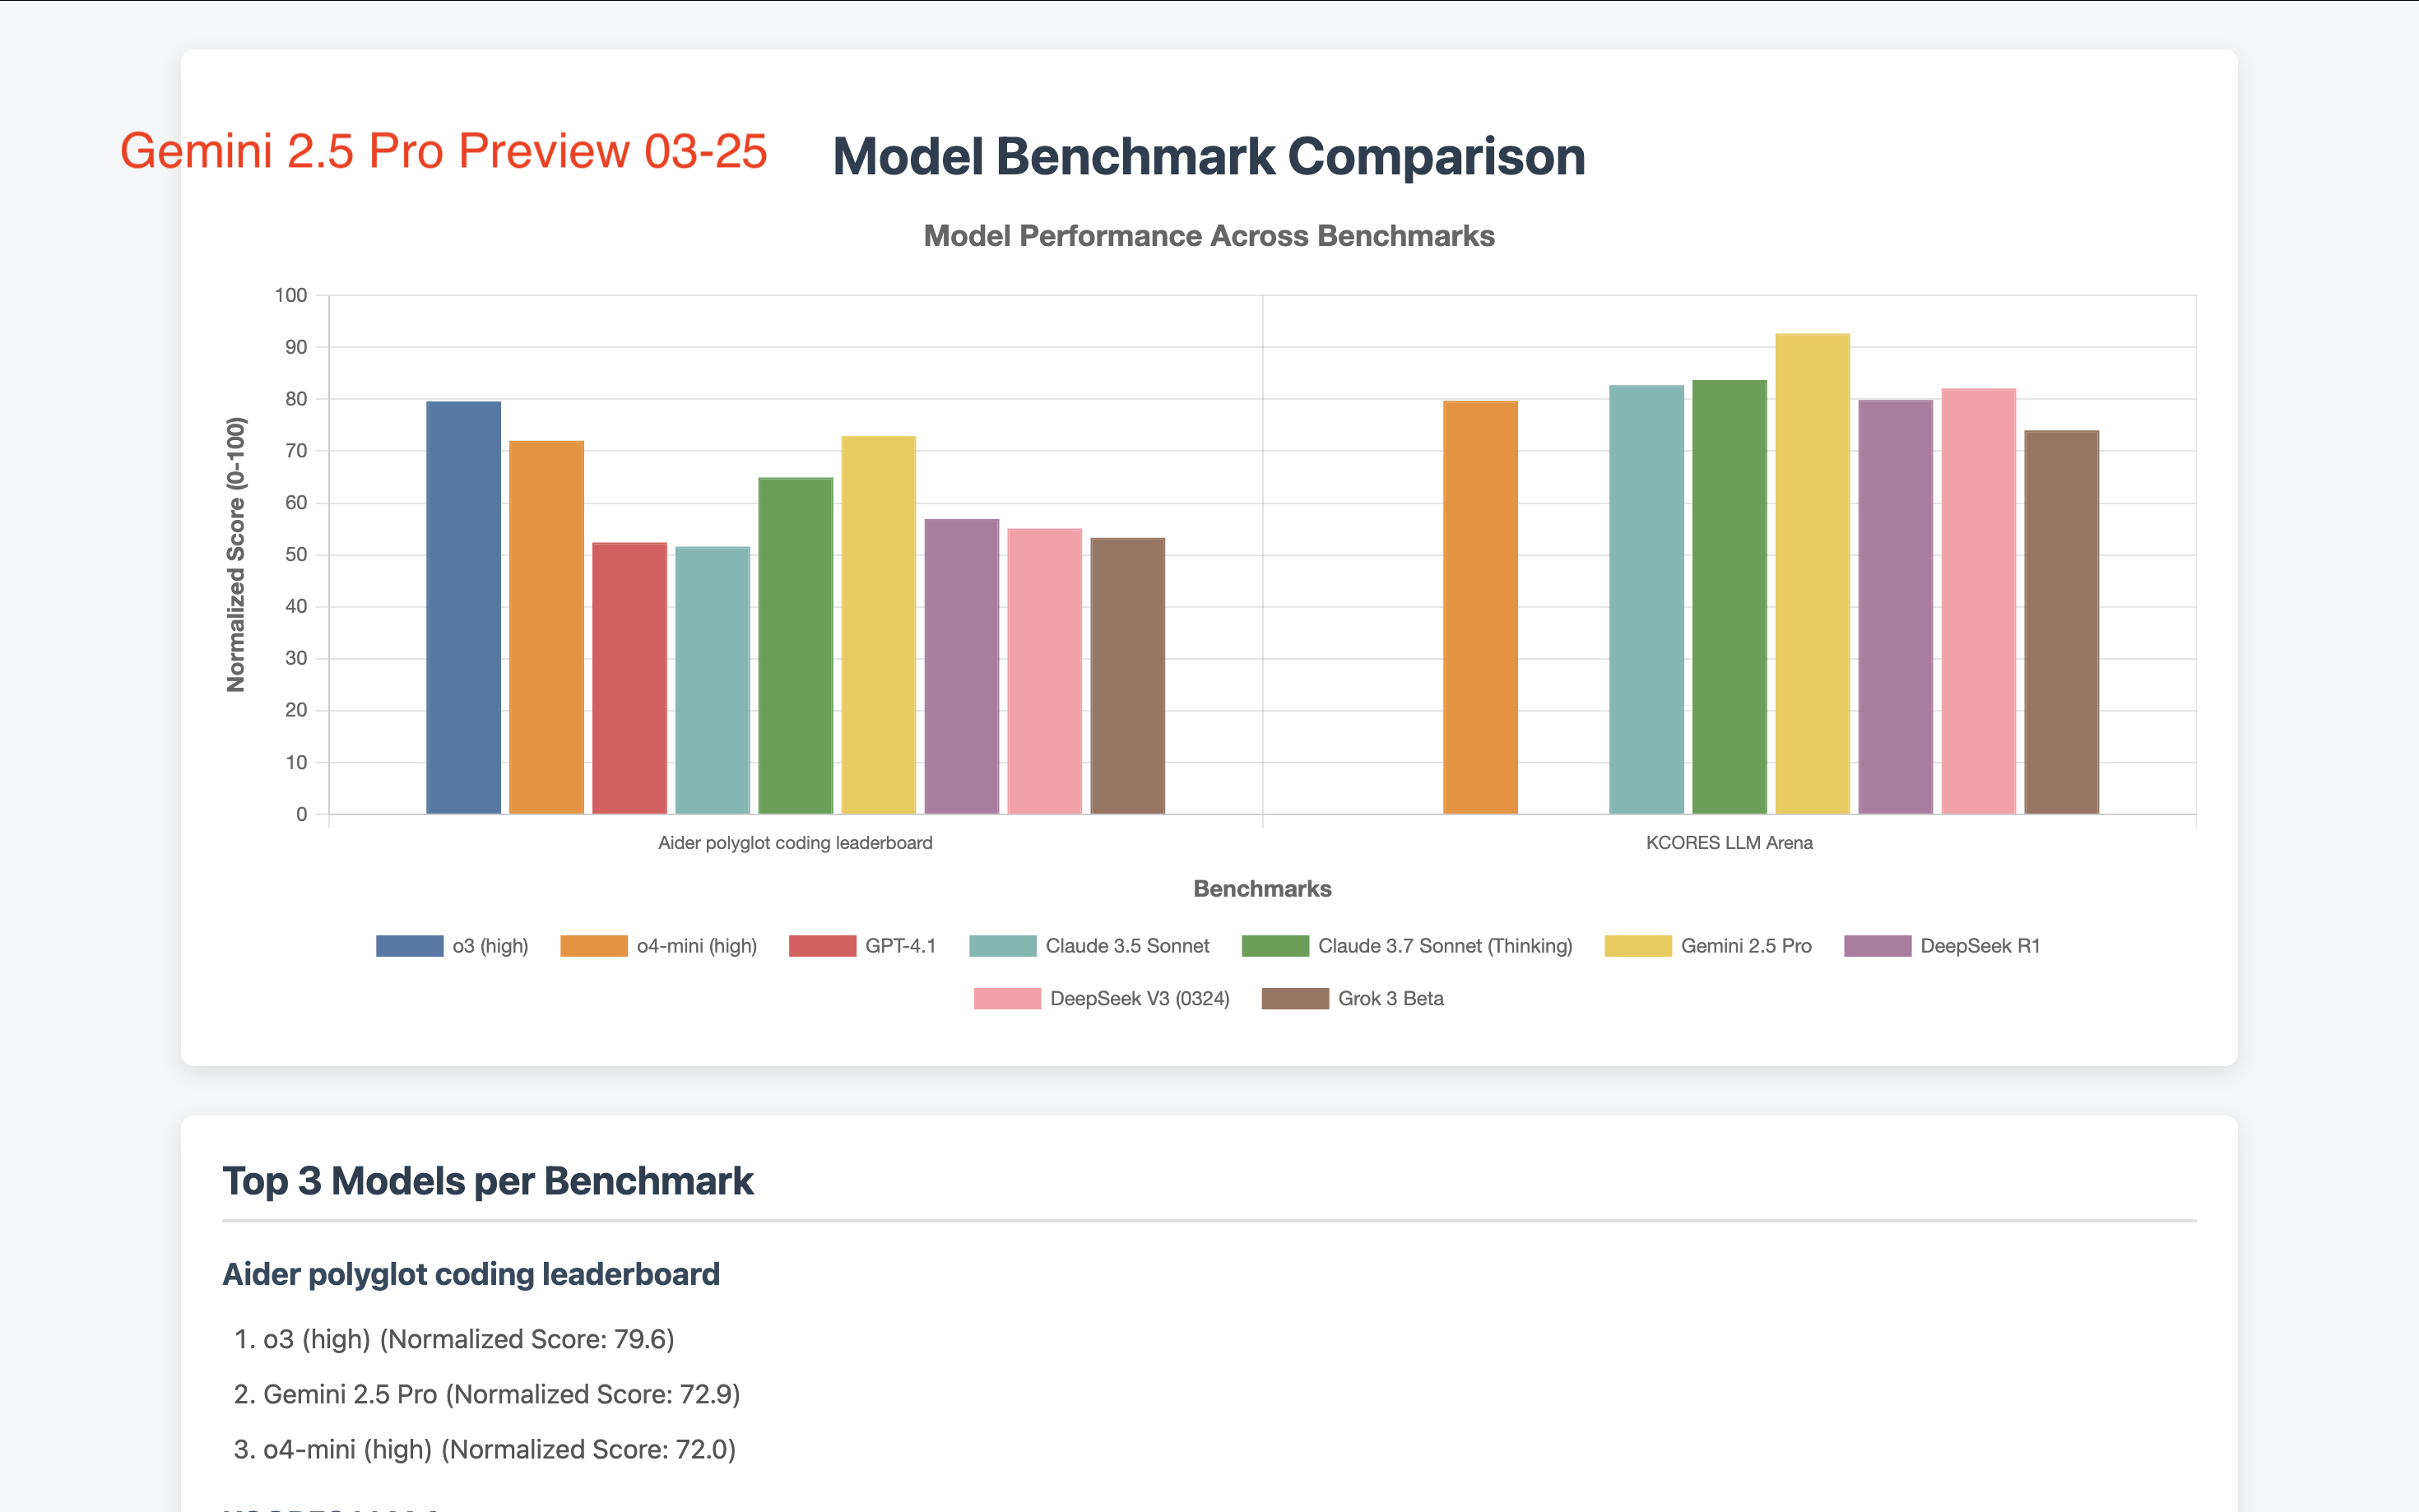 Gemini 2.5 Pro Preview 03-25
Model Benchmark Comparison
Model Performance Across Benchmarks
Normalized Score (0-100)
100
90
80
70
60
50
40
30
20
10
0
Aider polyglot coding leaderboard
KCORES LLM Arena
Benchmarks
o3 (high)
o4-mini (high)
GPT-4.1
Claude 3.5 Sonnet
Claude 3.7 Sonnet (Thinking)
Gemini 2.5 Pro
DeepSeek R1
DeepSeek V3 (0324)
Grok 3 Beta
Top 3 Models per Benchmark
Aider polyglot coding leaderboard
1. o3 (high) (Normalized Score: 79.6)
2. Gemini 2.5 Pro (Normalized Score: 72.9)
3. o4-mini (high) (Normalized Score: 72.0)